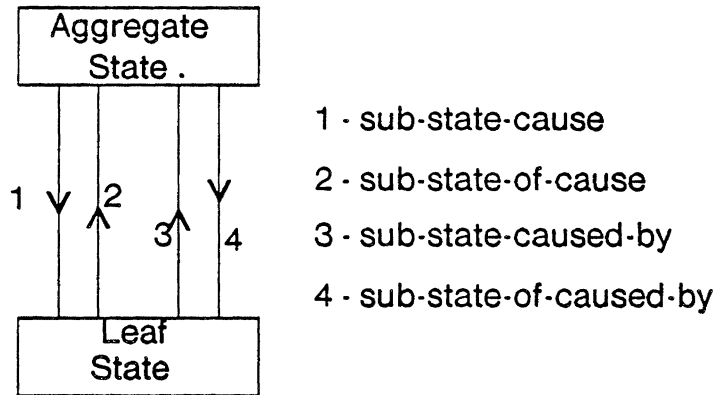 Aggregate
State .
1 - sub-state-cause
1
2
2 - sub-state-of-cause
3
4
3 - sub-state-caused-by
4 - sub-state-of-caused-by
Leaf
State